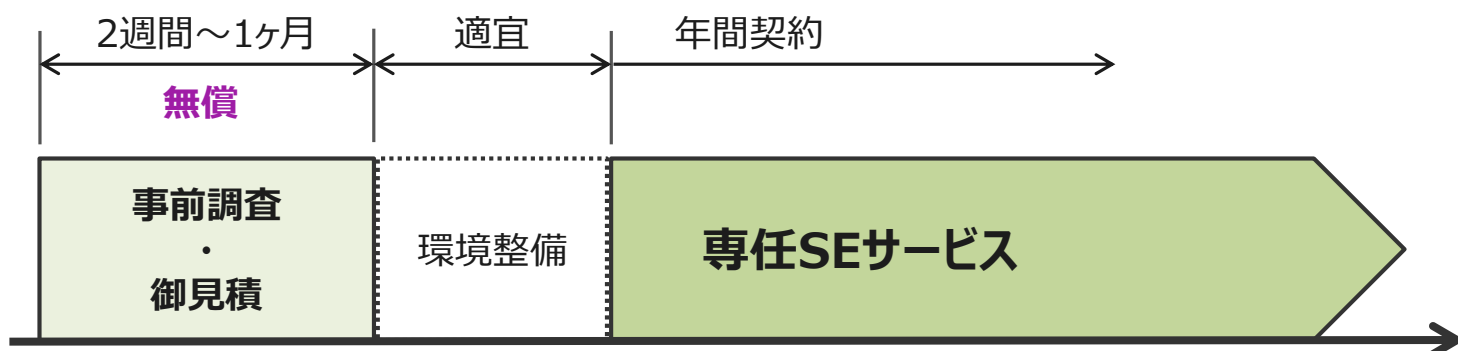 2週間～1ヶ月
適宜
年間契約
無償
事前調査
・
御見積
環境整備
専任SEサービス